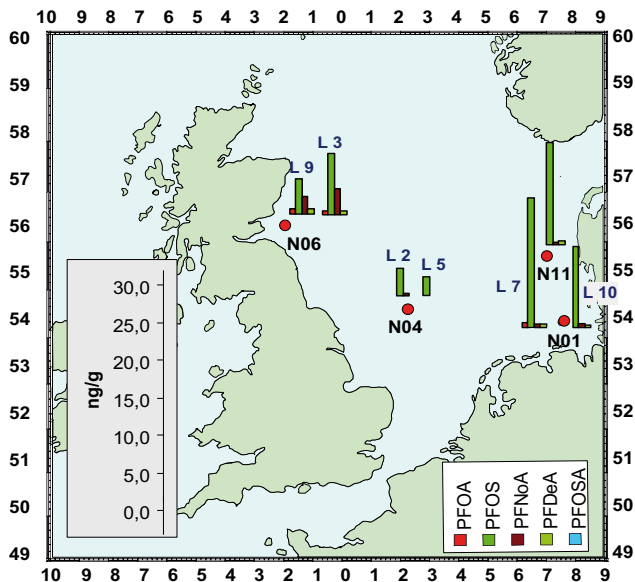 10 9 8 7 6 5 4 3 2 1 0 1 2 3 4 5 6 7 8 9
60 60
59 59
58 58
57 57
56 56
55 55
54 54
53 53
52 52
51 51
50 50
49 49
L 3
L 9
N06
L 2
L 5
N04
L 7
N11
L 10
N01
ng/g
30,0
25,0
20,0
15,0
10,0
5,0
0,0
PFOA
PFOS
PFNoA
PFDeA
PFOSA
10 9 8 7 6 5 4 3 2 1 0 1 2 3 4 5 6 7 8 9